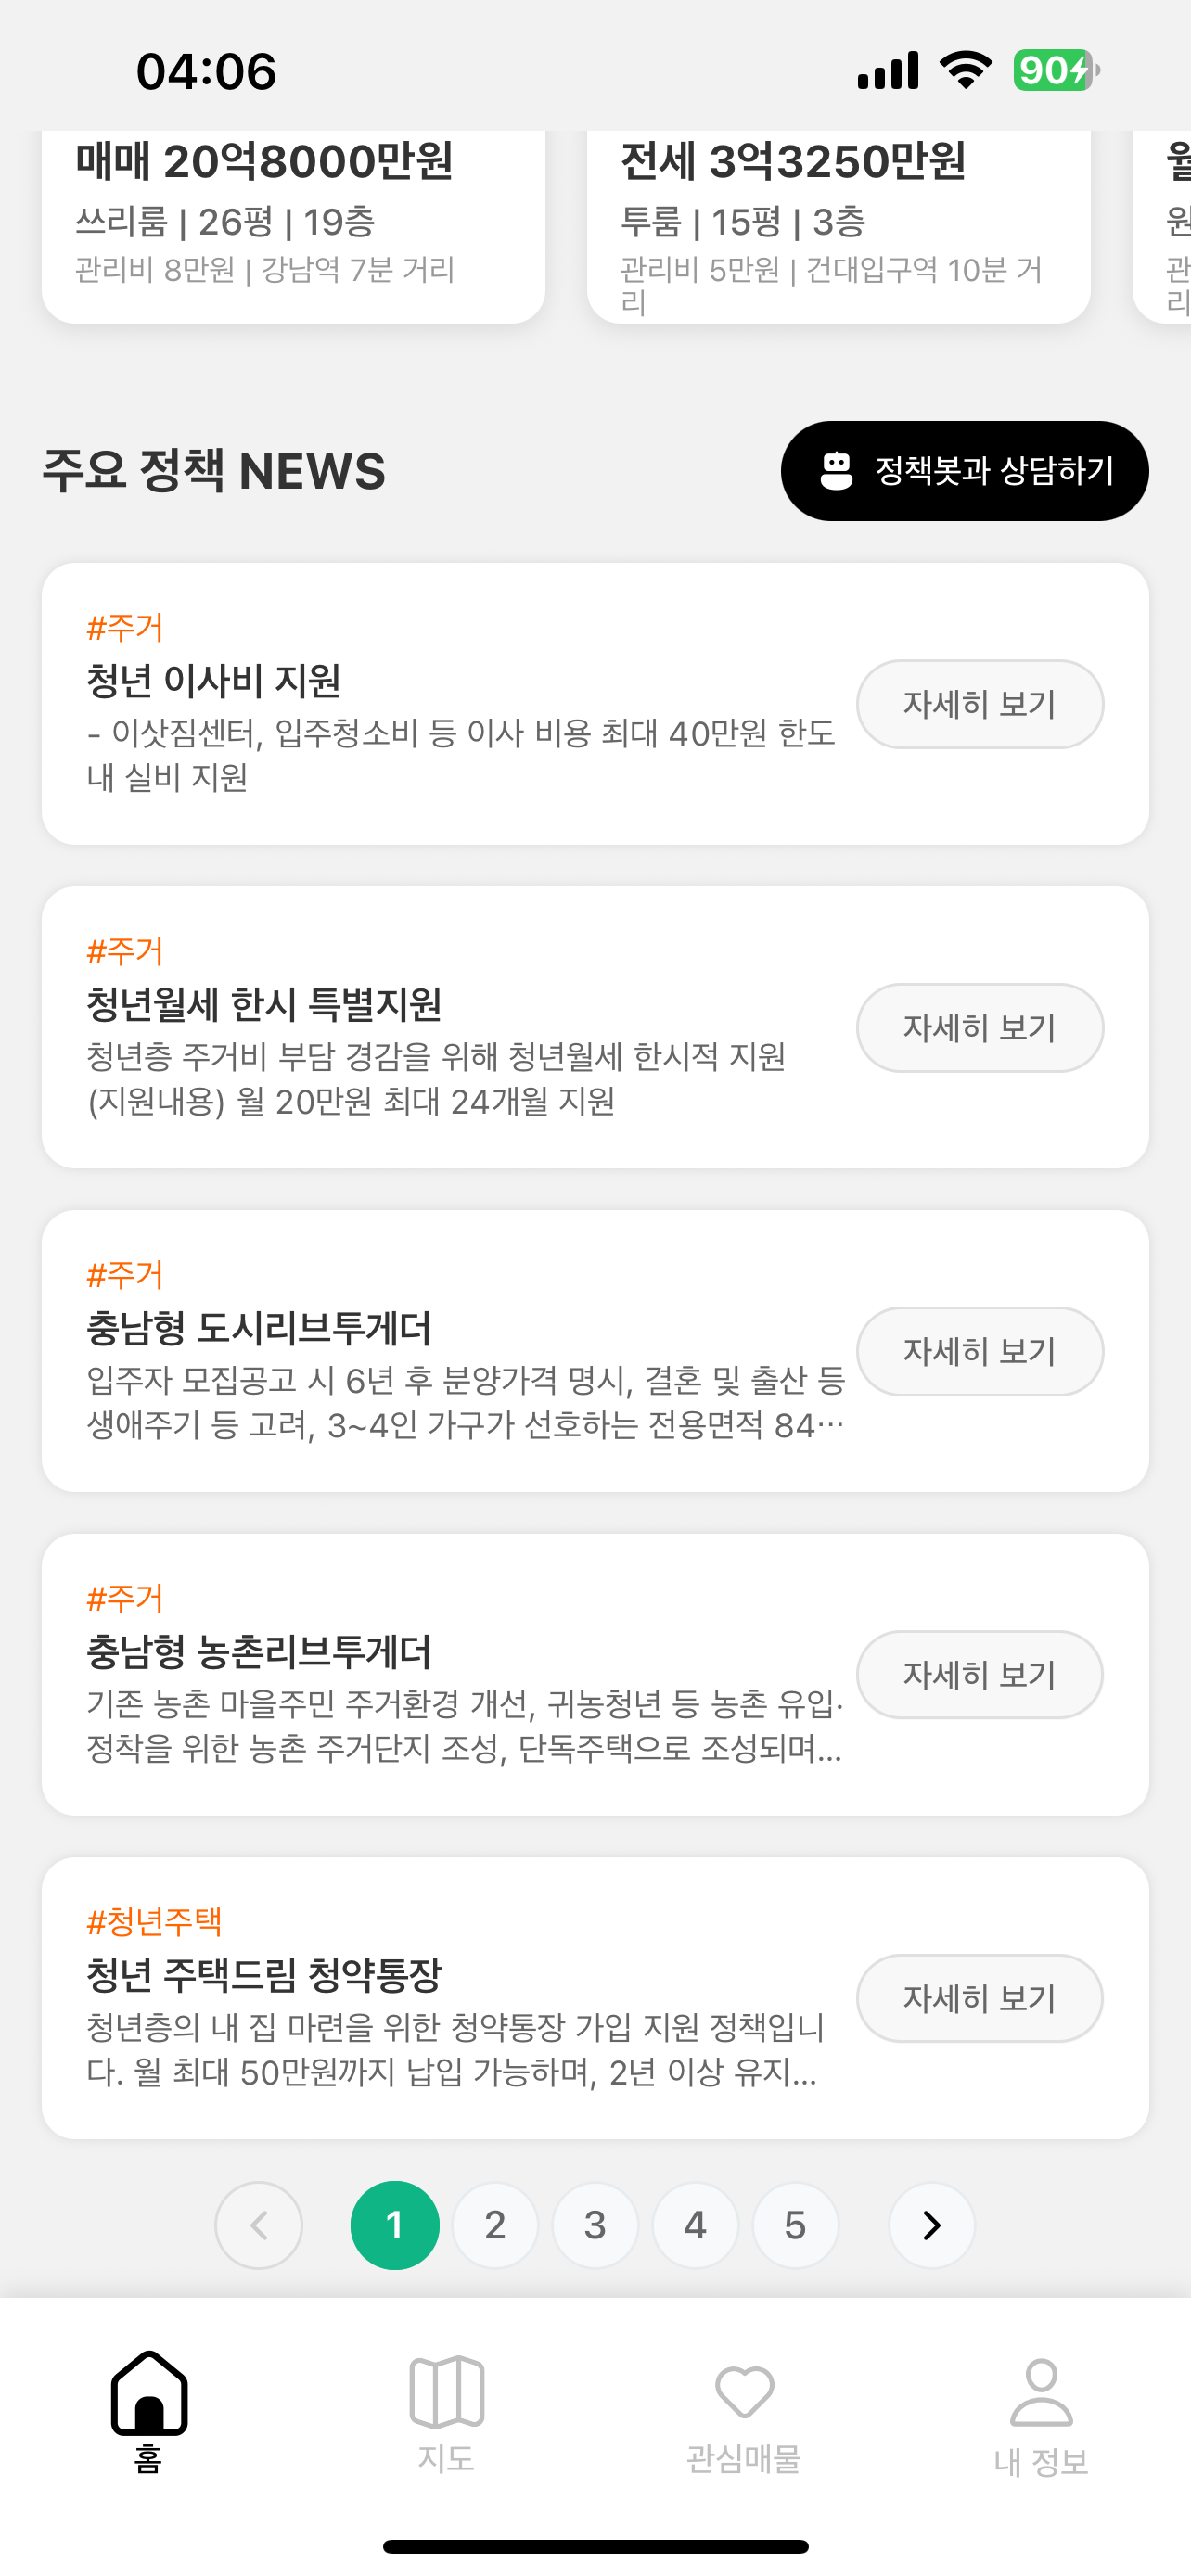 04:06
90
매매 20억8000만원
쓰리룸 | 26평 | 19층
관리비 8만원 | 강남역 7분 거리
전세 3억3250만원
투룸 | 15평 | 3층
관리비 5만원 | 건대입구역 10분 거
리
주요 정책 NEWS
정책봇과 상담하기
#주거
청년 이사비 지원
- 이삿짐센터, 입주청소비 등 이사 비용 최대 40만원 한도
내 실비 지원
자세히 보기
#주거
청년월세 한시 특별지원
청년층 주거비 부담 경감을 위해 청년월세 한시적 지원
(지원내용) 월 20만원 최대 24개월 지원
자세히 보기
#주거
충남형 도시리브투게더
입주자 모집공고 시 6년 후 분양가격 명시, 결혼 및 출산 등
생애주기 등 고려, 3~4인 가구가 선호하는 전용면적 84…
자세히 보기
#주거
충남형 농촌리브투게더
기존 농촌 마을주민 주거환경 개선, 귀농청년 등 농촌 유입·
정착을 위한 농촌 주거단지 조성, 단독주택으로 조성되며...
자세히 보기
#청년주택
청년 주택드림 청약통장
청년층의 내 집 마련을 위한 청약통장 가입 지원 정책입니
다. 월 최대 50만원까지 납입 가능하며, 2년 이상 유지...
자세히 보기
1 2 3 4 5
홈 지도 관심매물 내 정보